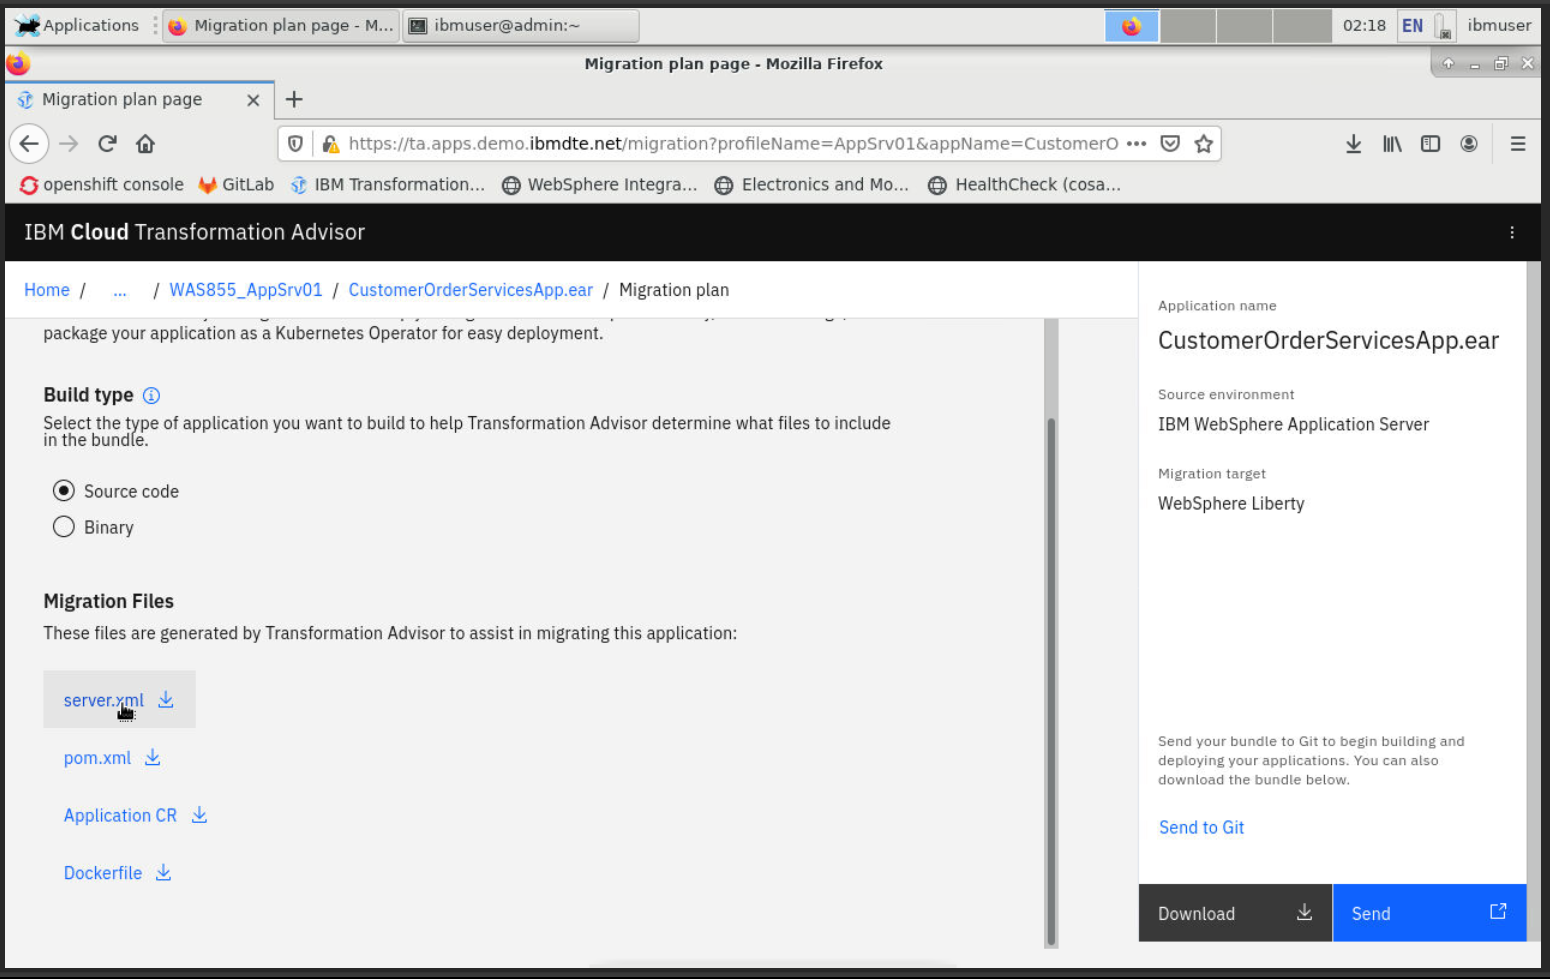 Applications
Migration plan page - M...
ibmuser@admin:~
02:18
EN
ibmuser
Migration plan page - Mozilla Firefox
Migration plan page
https://ta.apps.demo.ibmdte.net/migration?profileName=AppSrv01&appName=CustomerO
openshift console
GitLab
IBM Transformation...
WebSphere Integra...
Electronics and Mo...
HealthCheck (cosa...
IBM Cloud Transformation Advisor
Home / ... / WAS855_AppSrv01 / CustomerOrderServicesApp.ear / Migration plan
package your application as a Kubernetes Operator for easy deployment.
Build type
Select the type of application you want to build to help Transformation Advisor determine what files to include
in the bundle.
Source code
Binary
Migration Files
These files are generated by Transformation Advisor to assist in migrating this application:
server.xml
pom.xml
Application CR
Dockerfile
Application name
CustomerOrderServicesApp.ear
Source environment
IBM WebSphere Application Server
Migration target
WebSphere Liberty
Send your bundle to Git to begin building and
deploying your applications. You can also
download the bundle below.
Send to Git
Download
Send